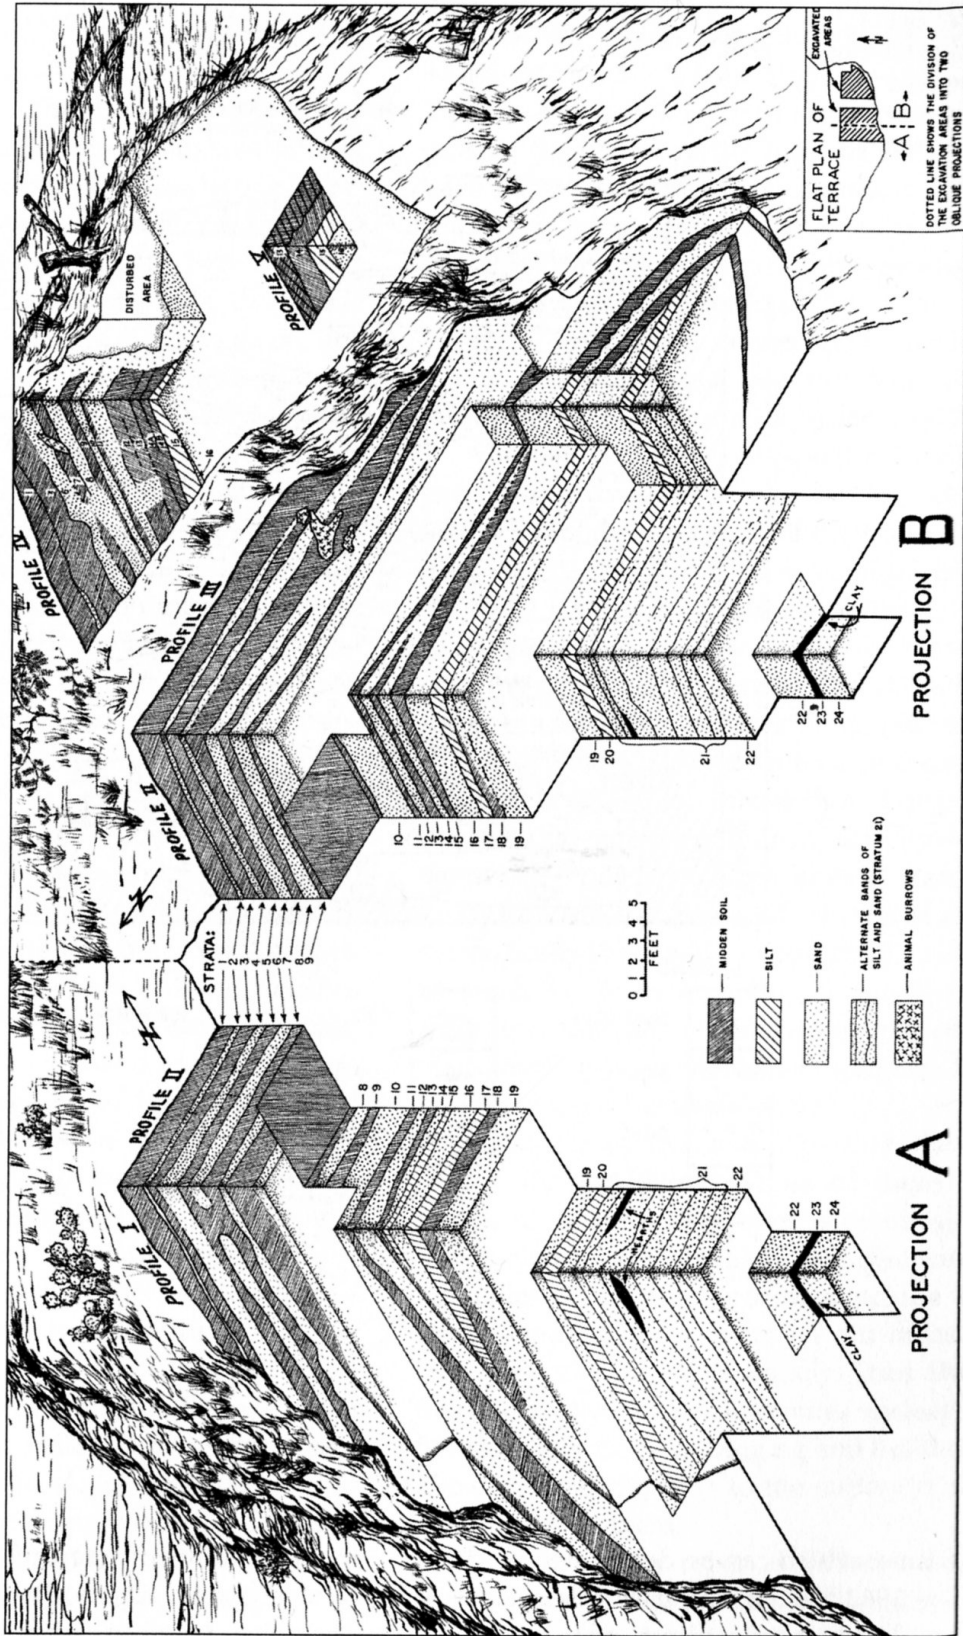 PROFILE I
PROFILE II
STRATA:
1
2
3
4
5
6
7
8
9
PROFILE II
PROFILE III
PROFILE IV
PROFILE V
DISTURBED
AREA
8
9
10
11
12
13
14
15
16
17
18
19
19
20
21
22
HEARTHS
22
23
24
CLAY
PROJECTION A
0 1 2 3 4 5
FEET
MIDDEN SOIL
SILT
SAND
ALTERNATE BANDS OF
SILT AND SAND (STRATUM 21)
ANIMAL BURROWS
10
11
12
13
14
15
16
17
18
19
19
20
21
22
22
23
24
CLAY
PROJECTION B
FLAT PLAN OF
TERRACE
EXCAVATED
AREAS
N
A
B
DOTTED LINE SHOWS THE DIVISION OF
THE EXCAVATION AREAS INTO TWO
OBLIQUE PROJECTIONS